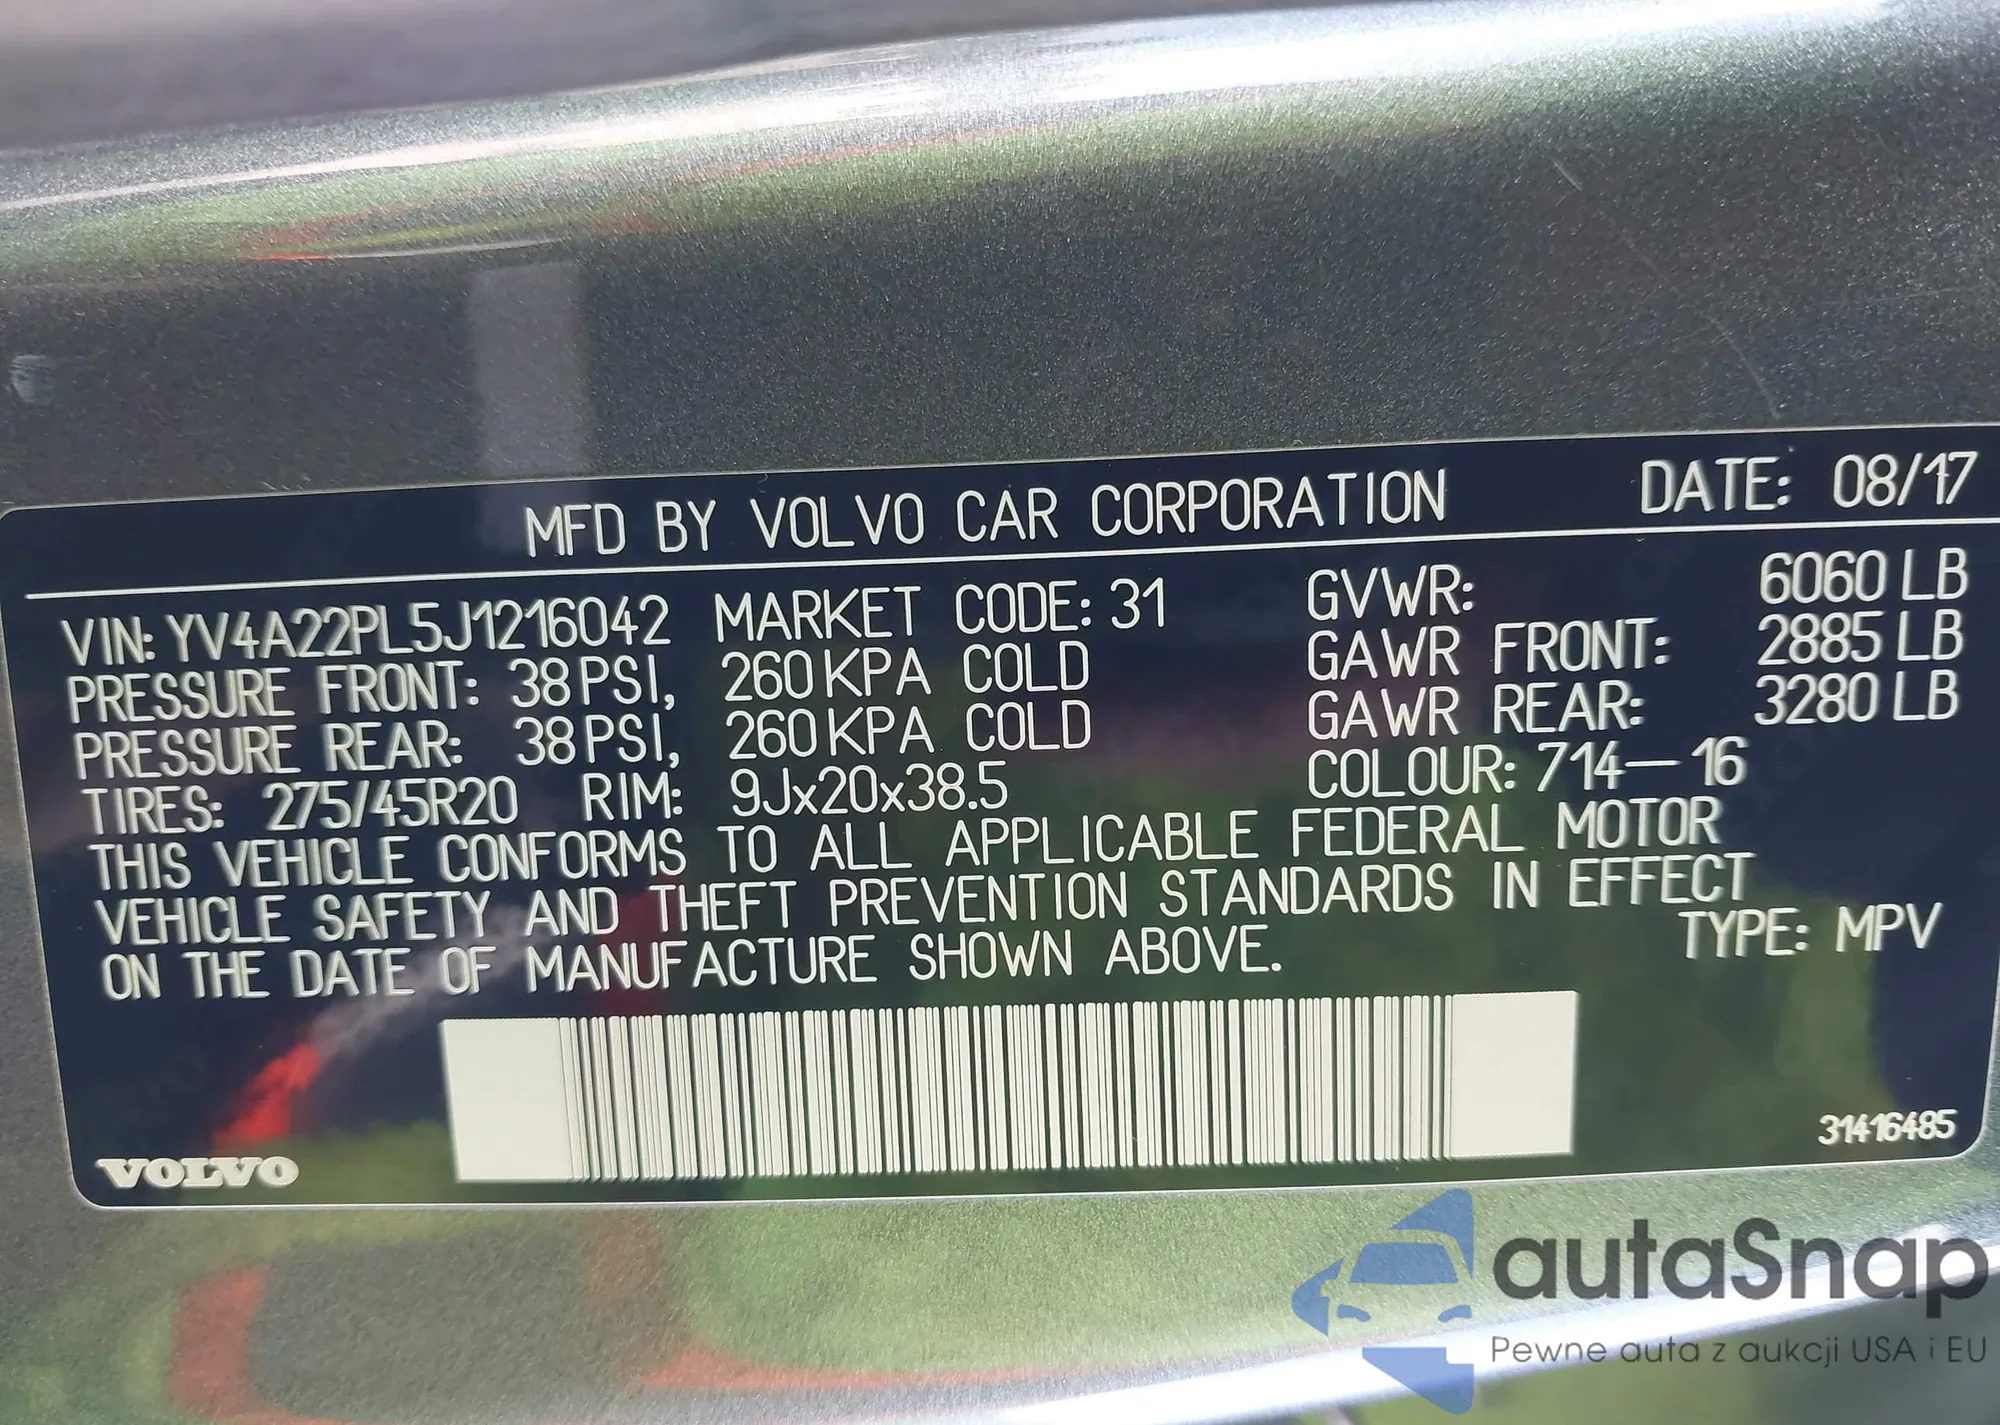 MFD BY VOLVO CAR CORPORATION DATE: 08/17
VIN: YV4A22PL5J1216042 MARKET CODE: 31 GVWR: 6060 LB
PRESSURE FRONT: 38 PSI, 260 KPA COLD GAWR FRONT: 2885 LB
PRESSURE REAR: 38 PSI, 260 KPA COLD GAWR REAR: 3280 LB
TIRES: 275/45R20 RIM: 9Jx20x38.5 COLOUR: 714-16
THIS VEHICLE CONFORMS TO ALL APPLICABLE FEDERAL MOTOR
VEHICLE SAFETY AND THEFT PREVENTION STANDARDS IN EFFECT
ON THE DATE OF MANUFACTURE SHOWN ABOVE. TYPE: MPV
31416485
VOLVO
autaSnap
Pewne auta z aukcji USA i EU